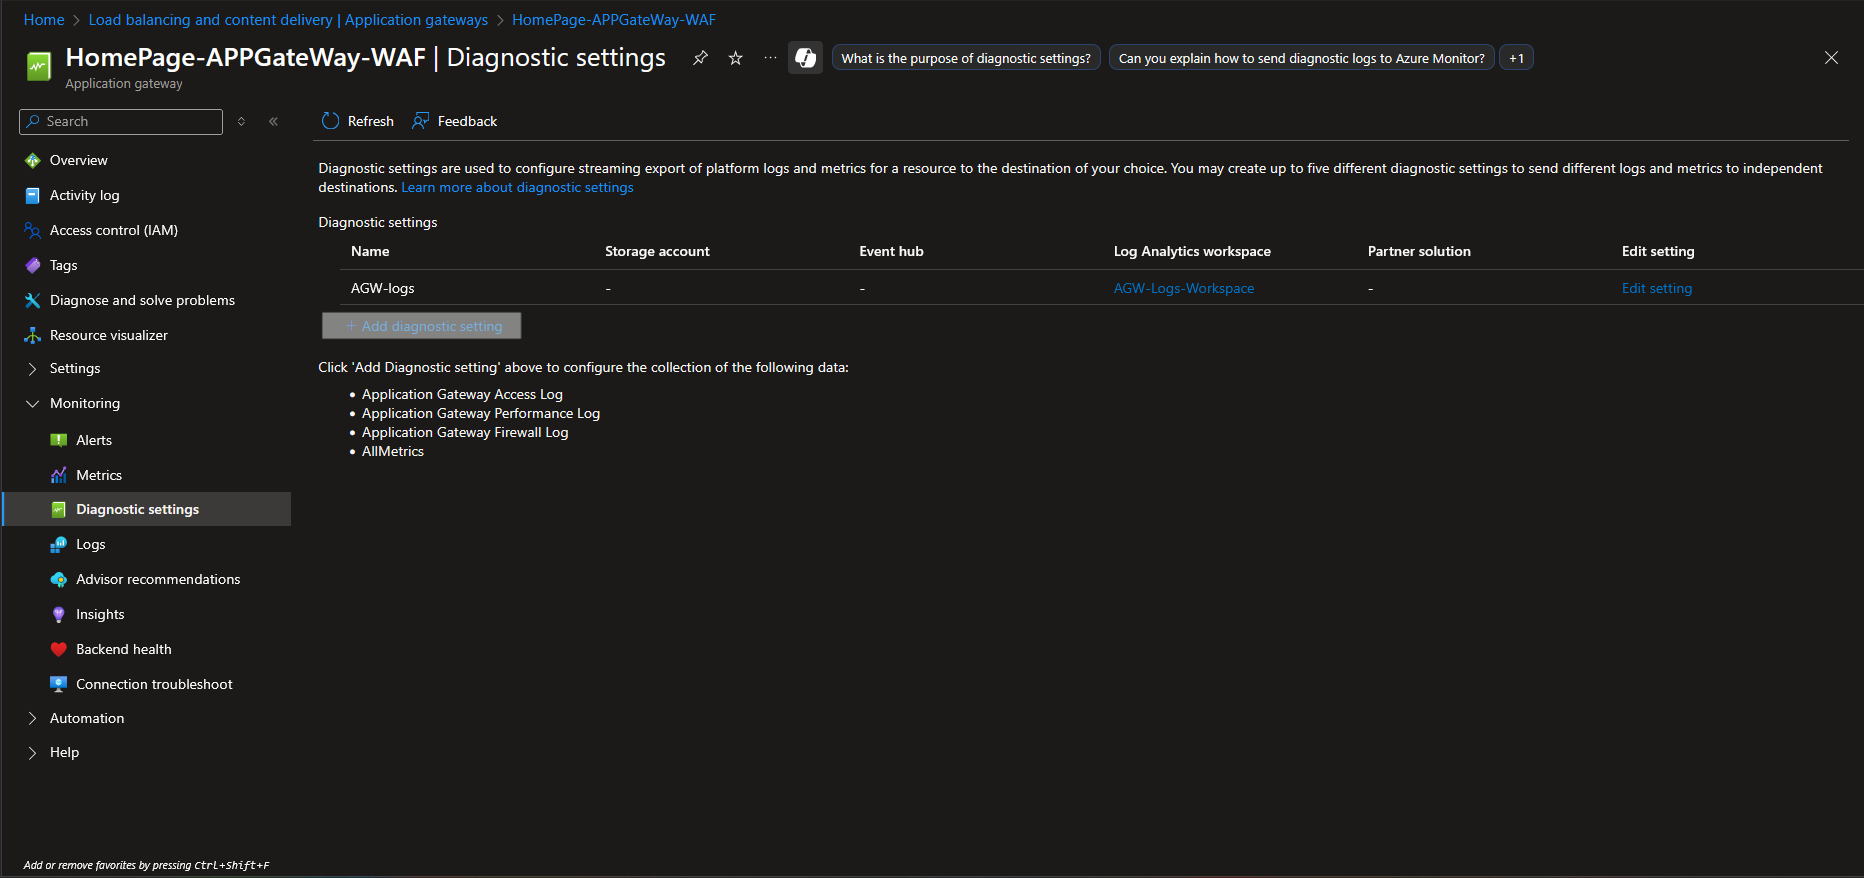 Home > Load balancing and content delivery | Application gateways > HomePage-APPGateWay-WAF
HomePage-APPGateWay-WAF | Diagnostic settings
What is the purpose of diagnostic settings?
Can you explain how to send diagnostic logs to Azure Monitor?
+1
Application gateway
Search
Overview
Activity log
Access control (IAM)
Tags
Diagnose and solve problems
Resource visualizer
Settings
Monitoring
Alerts
Metrics
Diagnostic settings
Logs
Advisor recommendations
Insights
Backend health
Connection troubleshoot
Automation
Help
Add or remove favorites by pressing Ctrl+Shift+F
Refresh
Feedback
Diagnostic settings are used to configure streaming export of platform logs and metrics for a resource to the destination of your choice. You may create up to five different diagnostic settings to send different logs and metrics to independent
destinations. Learn more about diagnostic settings
Diagnostic settings
Name Storage account Event hub Log Analytics workspace Partner solution Edit setting
AGW-logs - - AGW-Logs-Workspace - Edit setting
+ Add diagnostic setting
Click 'Add Diagnostic setting' above to configure the collection of the following data:
• Application Gateway Access Log
• Application Gateway Performance Log
• Application Gateway Firewall Log
• AllMetrics